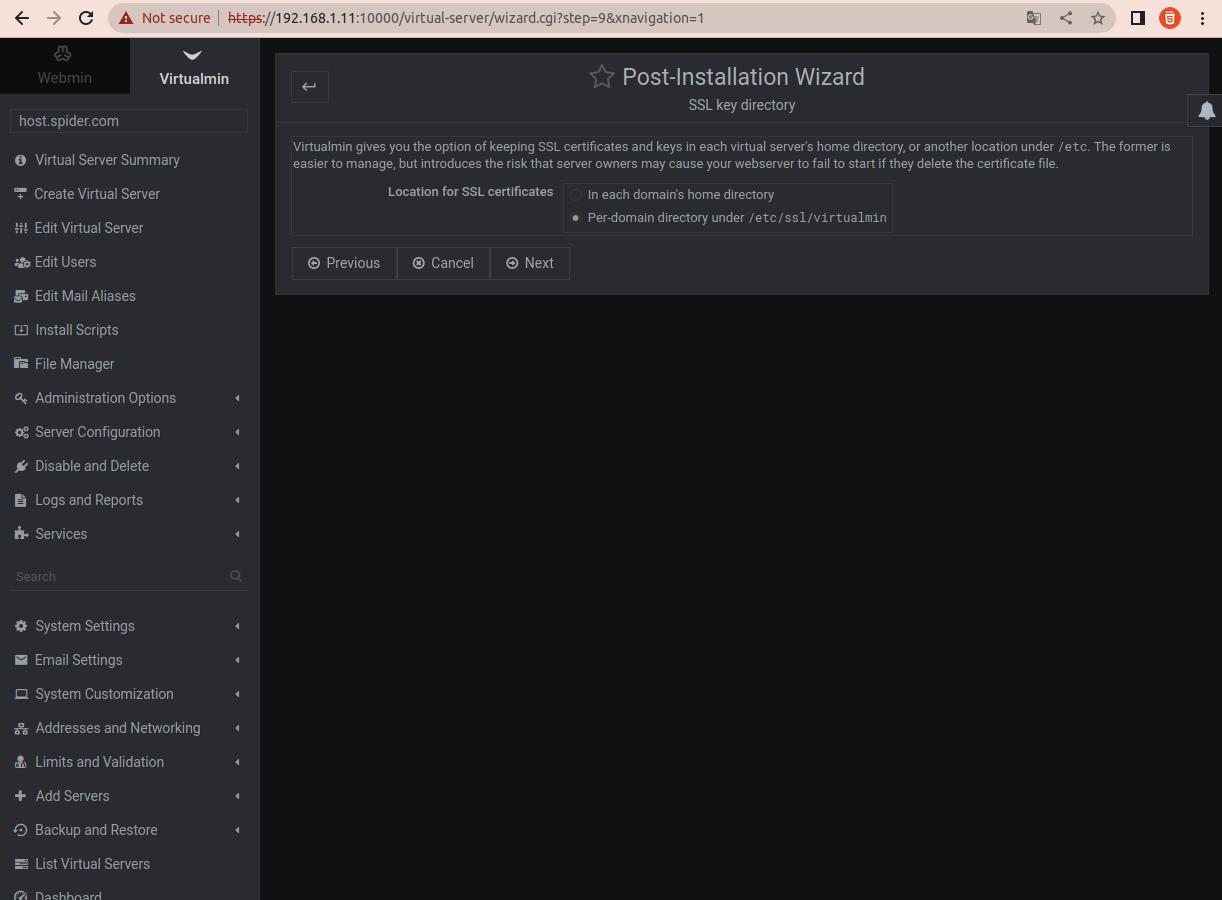 Not secure https://192.168.1.11:10000/virtual-server/wizard.cgi?step=9&xnavigation=1
Webmin
Virtualmin
host.spider.com
Virtual Server Summary
Create Virtual Server
Edit Virtual Server
Edit Users
Edit Mail Aliases
Install Scripts
File Manager
Administration Options
Server Configuration
Disable and Delete
Logs and Reports
Services
Search
System Settings
Email Settings
System Customization
Addresses and Networking
Limits and Validation
Add Servers
Backup and Restore
List Virtual Servers
Dashboard
Post-Installation Wizard
SSL key directory
Virtualmin gives you the option of keeping SSL certificates and keys in each virtual server's home directory, or another location under /etc. The former is
easier to manage, but introduces the risk that server owners may cause your webserver to fail to start if they delete the certificate file.
Location for SSL certificates
In each domain's home directory
Per-domain directory under /etc/ssl/virtualmin
Previous Cancel Next